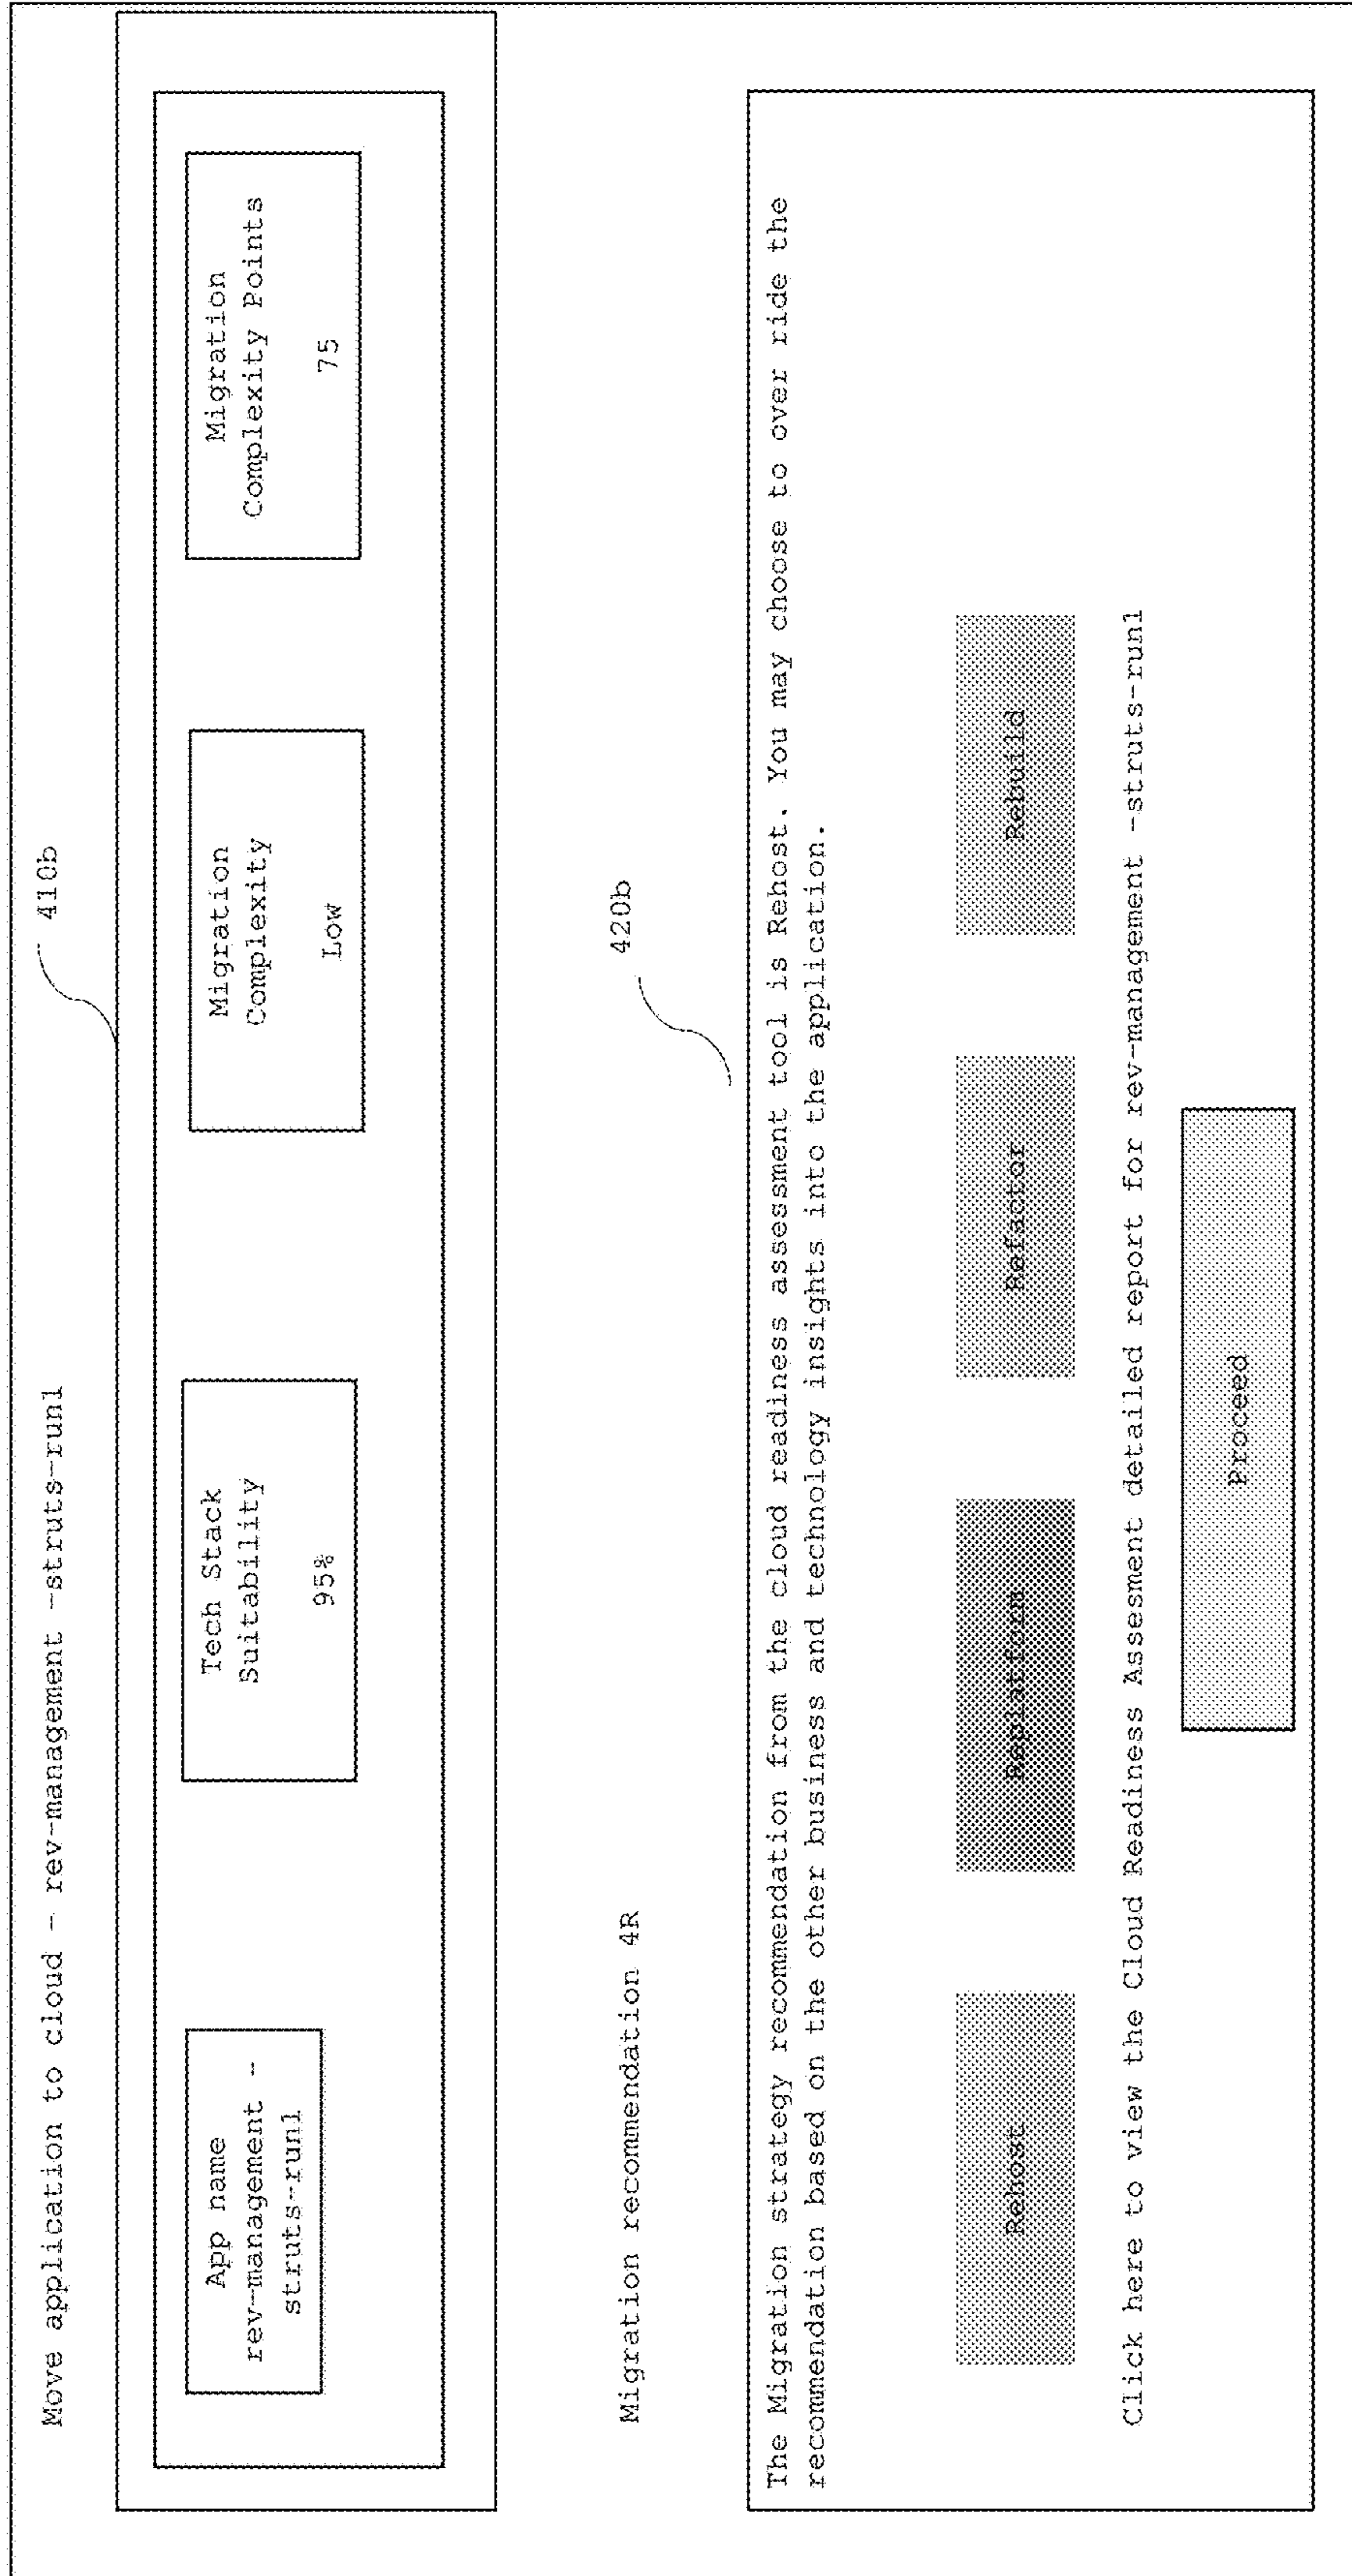 Move application to cloud - rev-management -struts-run1
410b
App name
rev-management -
struts-run1
Tech Stack
Suitability
95%
Migration
Complexity
Low
Migration
Complexity Points
75
Migration recommendation 4R
420b
The Migration strategy recommendation from the cloud readiness assessment tool is Rehost. You may choose to over ride the
recommendation based on the other business and technology insights into the application.
Rehost
Replatform
Refactor
Rebuild
Click here to view the Cloud Readiness Assesment detailed report for rev-management -struts-run1
Proceed